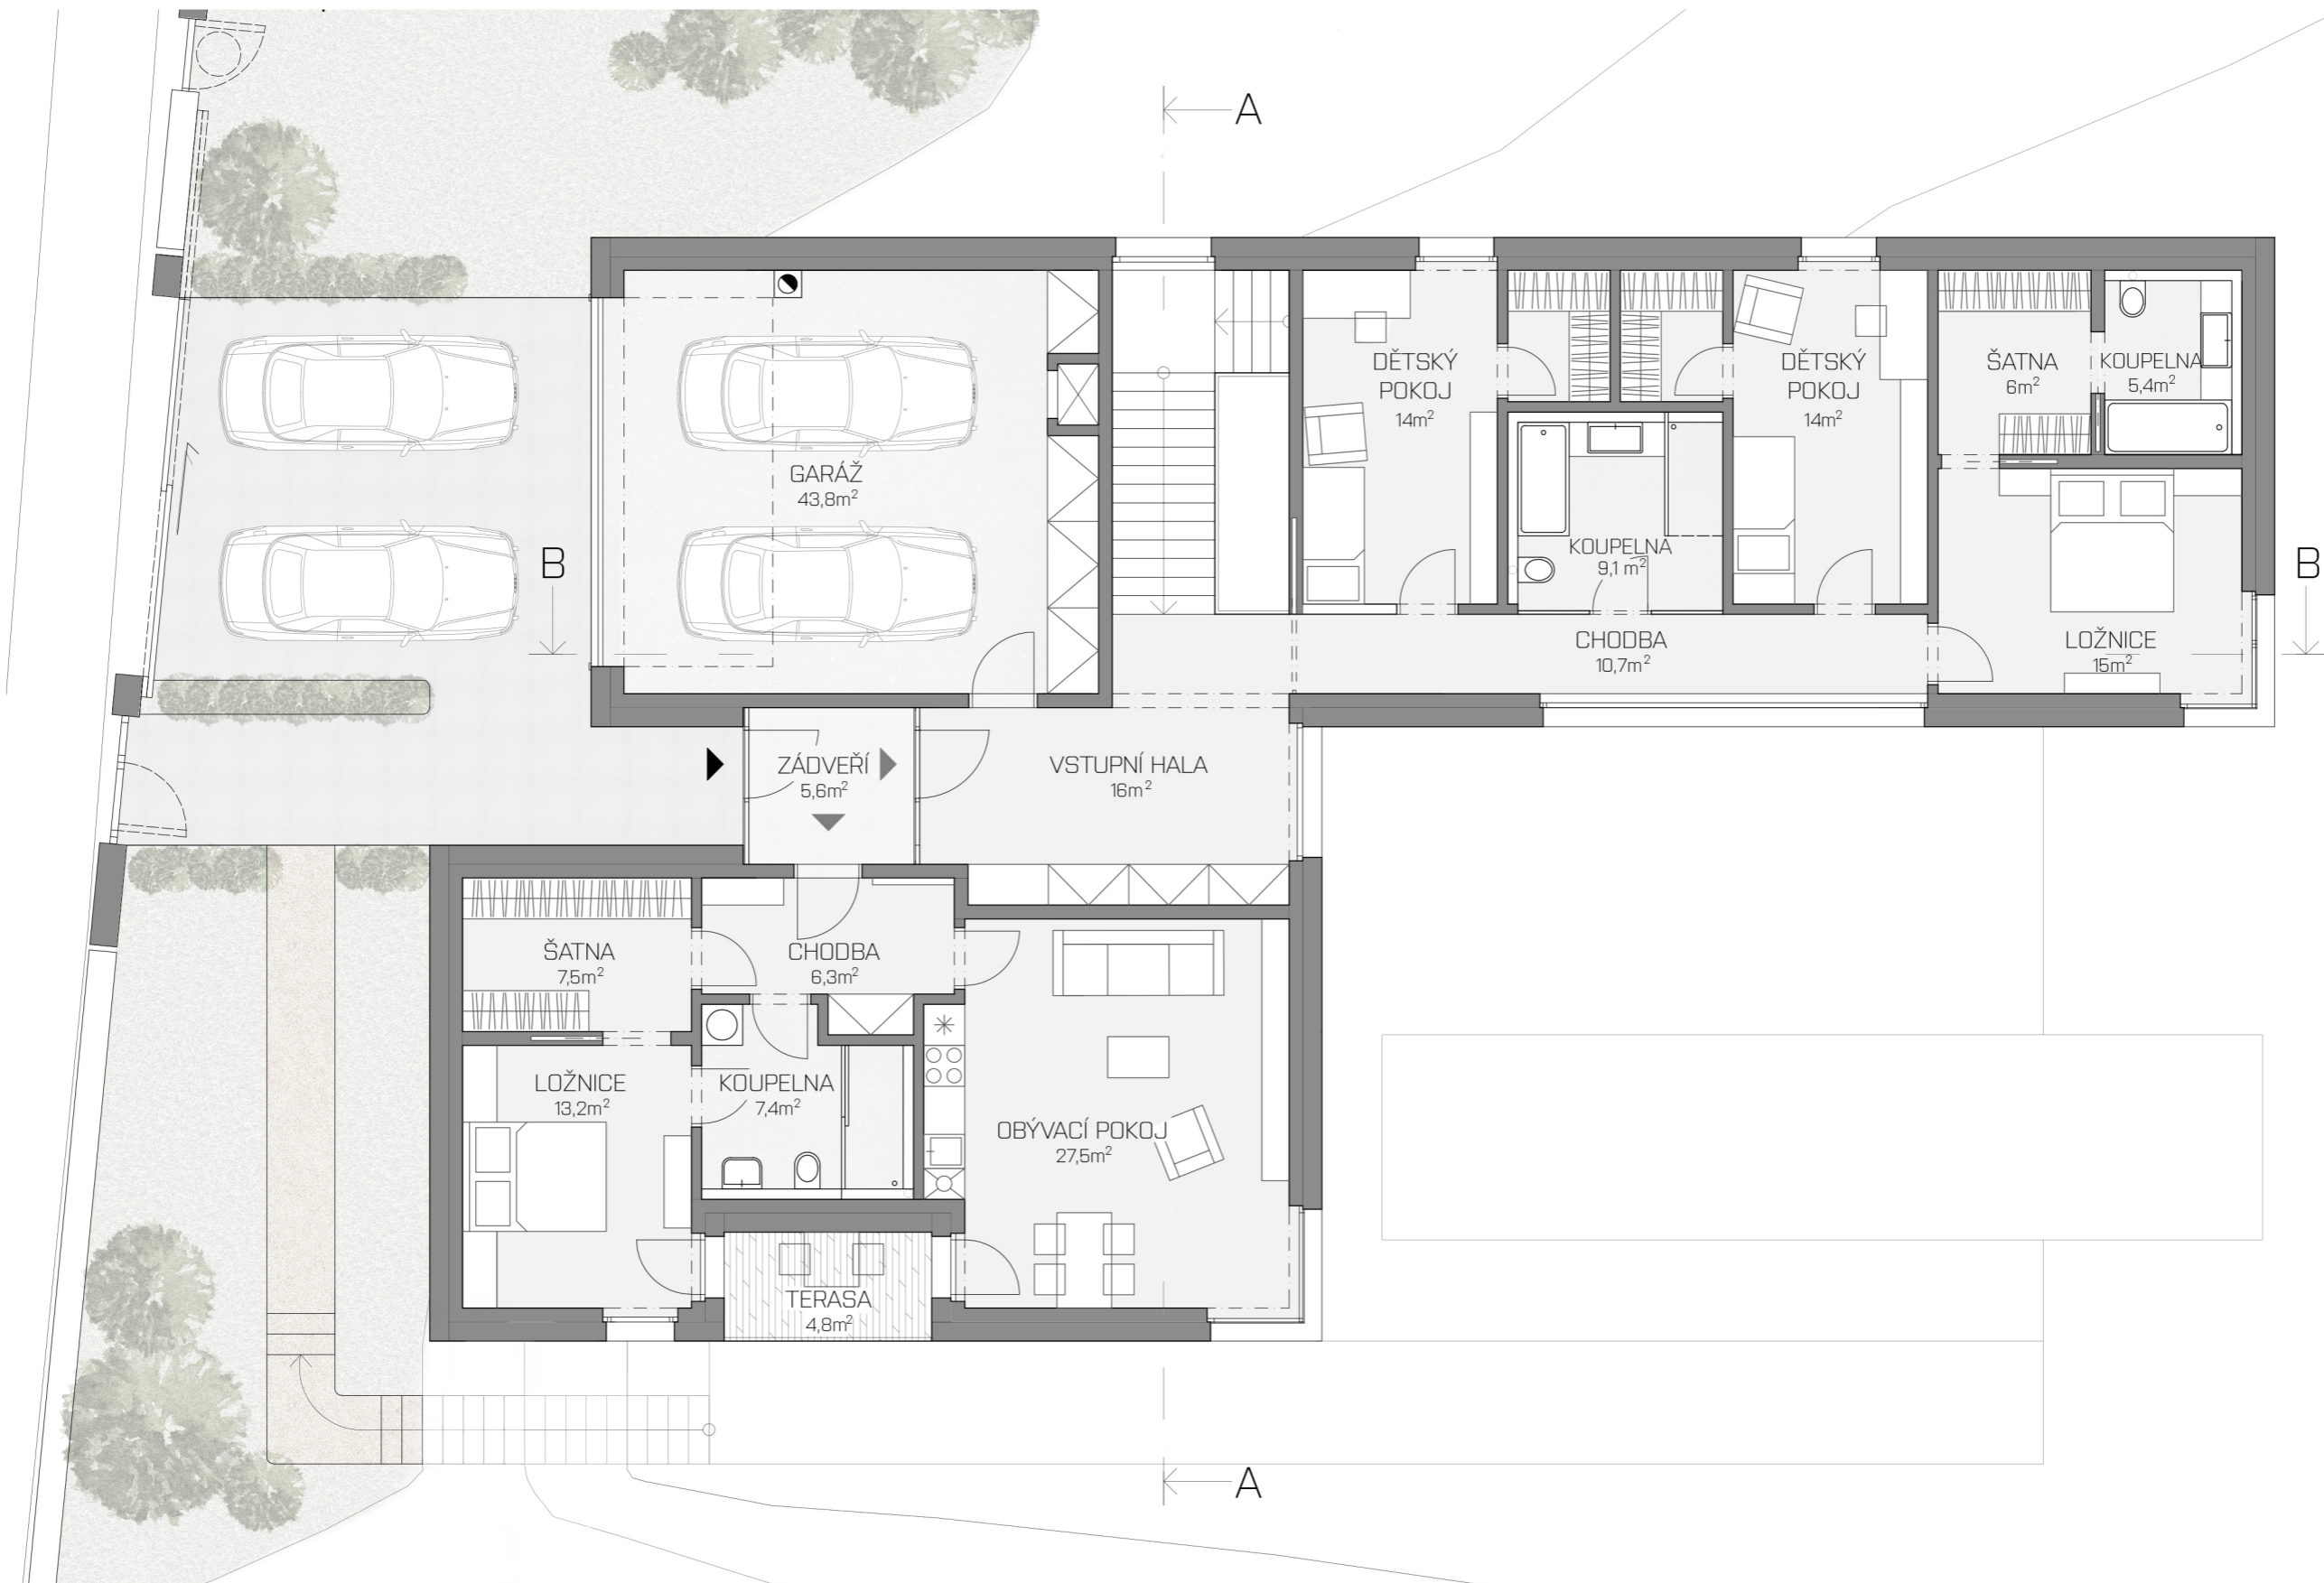 A
DĚTSKÝ
POKOJ
14m²
DĚTSKÝ
POKOJ
14m²
ŠATNA
6m²
KOUPELNA
5,4m²
GARÁŽ
43,8m²
B
KOUPELNA
9,1 m²
B
CHODBA
10,7m²
LOŽNICE
15m²
ZÁDVEŘÍ
5,6m²
VSTUPNÍ HALA
16m²
ŠATNA
7,5m²
CHODBA
6,3m²
LOŽNICE
13,2m²
KOUPELNA
7,4m²
OBÝVACÍ POKOJ
27,5m²
TERASA
4,8m²
A